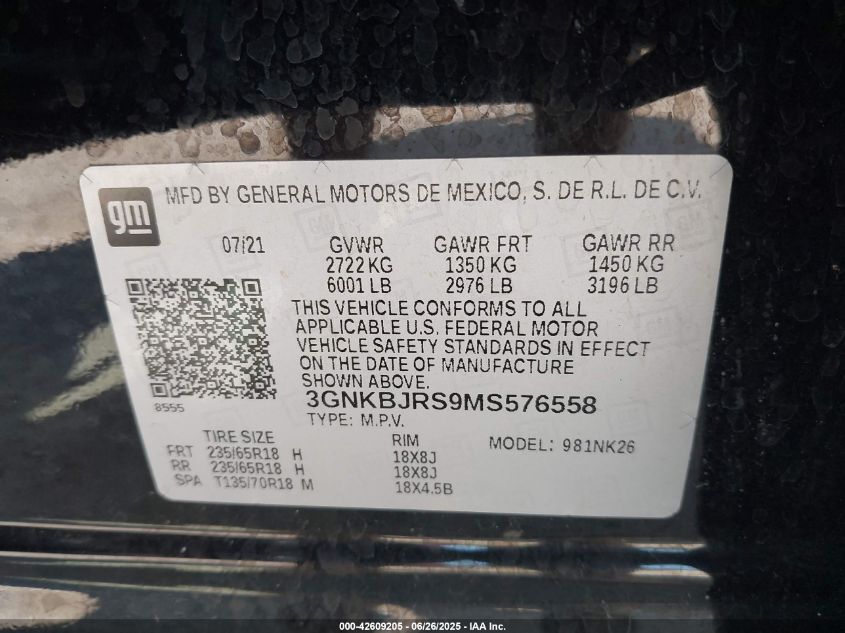 gm MFD BY GENERAL MOTORS DE MEXICO, S. DE R.L. DE C.V.
07/21 GVWR GAWR FRT GAWR RR
2722 KG 1350 KG 1450 KG
6001 LB 2976 LB 3196 LB
THIS VEHICLE CONFORMS TO ALL
APPLICABLE U.S. FEDERAL MOTOR
VEHICLE SAFETY STANDARDS IN EFFECT
ON THE DATE OF MANUFACTURE
SHOWN ABOVE.
8555 3GNKBJRS9MS576558
TYPE: M.P.V.
TIRE SIZE RIM MODEL: 981NK26
FRT 235/65R18 H 18X8J
RR 235/65R18 H 18X8J
SPA T135/70R18 M 18X4.5B
000-42609205 - 06/26/2025 - IAA Inc.